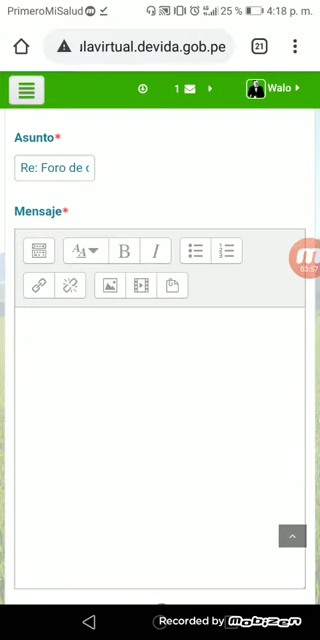 PrimeroMiSalud
25 % 4:18 p. m.
ulavirtual.devida.gob.pe
21
1
Walo
Asunto*
Re: Foro de c
Mensaje*
B I
03:57
Recorded by mobizen